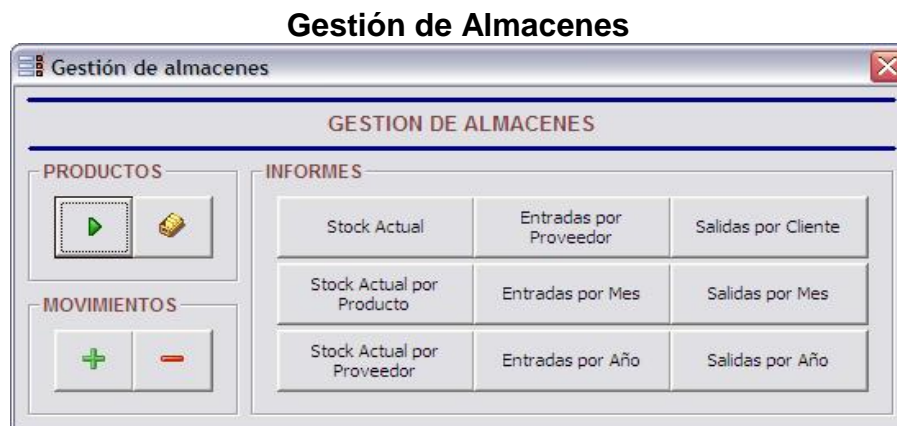 Gestión de Almacenes
Gestión de almacenes
GESTION DE ALMACENES
PRODUCTOS
INFORMES
Stock Actual
Entradas por
Proveedor
Salidas por Cliente
Stock Actual por
Producto
Entradas por Mes
Salidas por Mes
MOVIMIENTOS
Stock Actual por
Proveedor
Entradas por Año
Salidas por Año